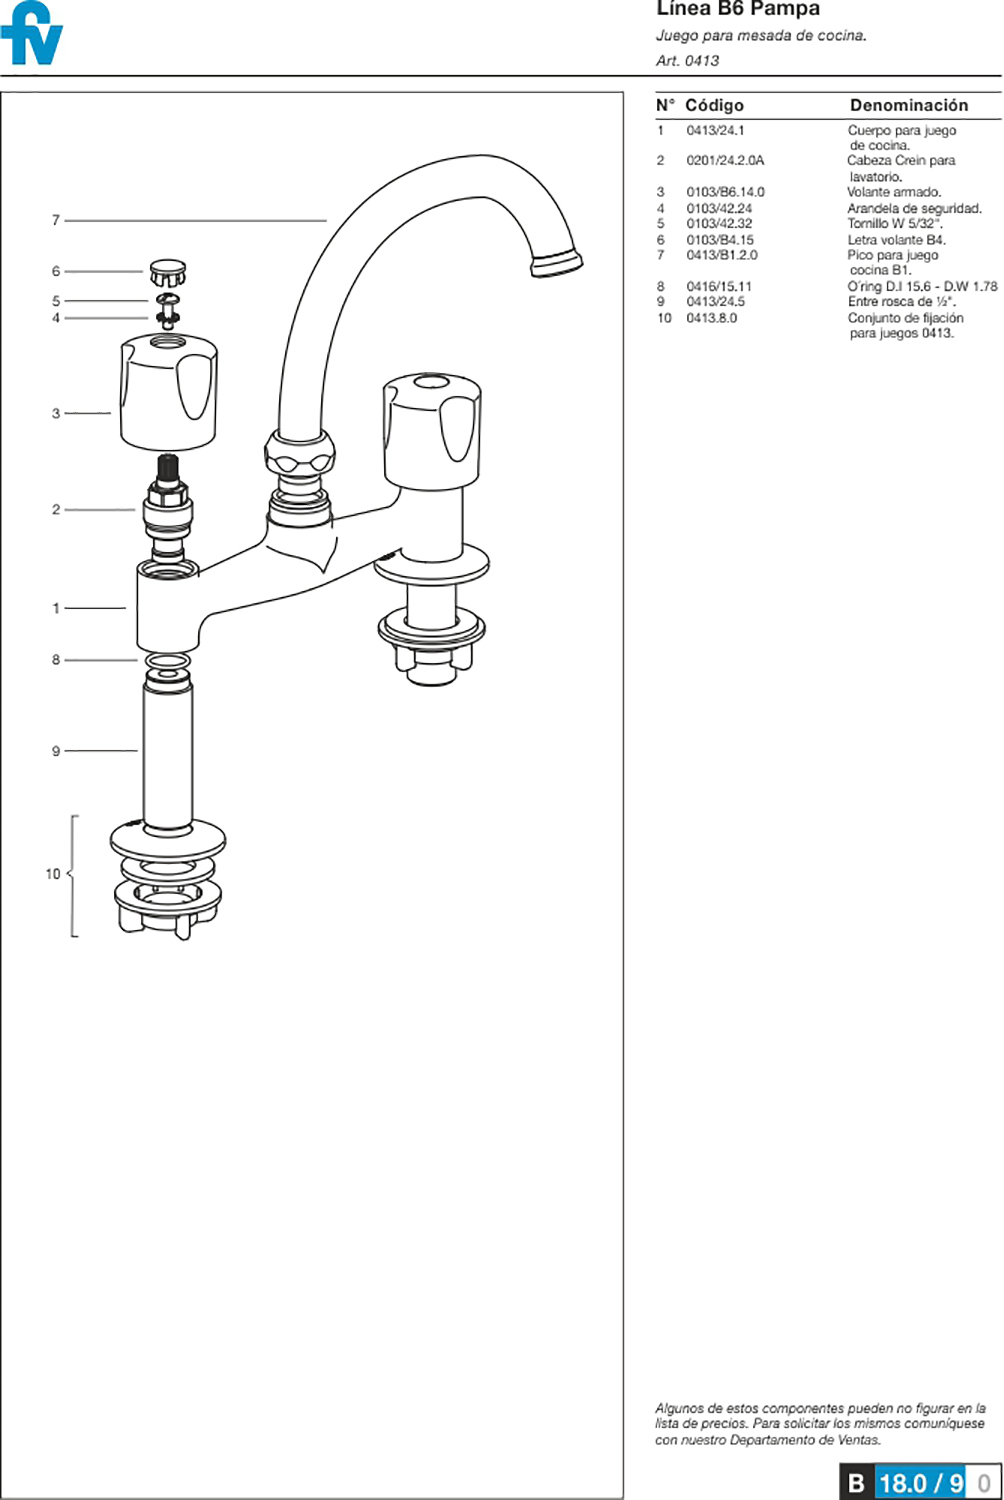 fv
Línea B6 Pampa
Juego para mesada de cocina.
Art. 0413
N° Código Denominación
1 0413/24.1 Cuerpo para juego
de cocina.
2 0201/24.2.0A Cabeza Crein para
lavatorio.
3 0103/B6.14.0 Volante armado.
4 0103/42.24 Arandela de seguridad.
5 0103/42.32 Tornillo W 5/32".
6 0103/B4.15 Letra volante B4.
7 0413/B1.2.0 Pico para juego
cocina B1.
8 0416/15.11 O´ring D.I 15.6 - D.W 1.78
9 0413/24.5 Entre rosca de ½".
10 0413.8.0 Conjunto de fijación
para juegos 0413.
7
6
5
4
3
2
1
8
9
10
Algunos de estos componentes pueden no figurar en la
lista de precios. Para solicitar los mismos comuníquese
con nuestro Departamento de Ventas.
B 18.0 / 9 0